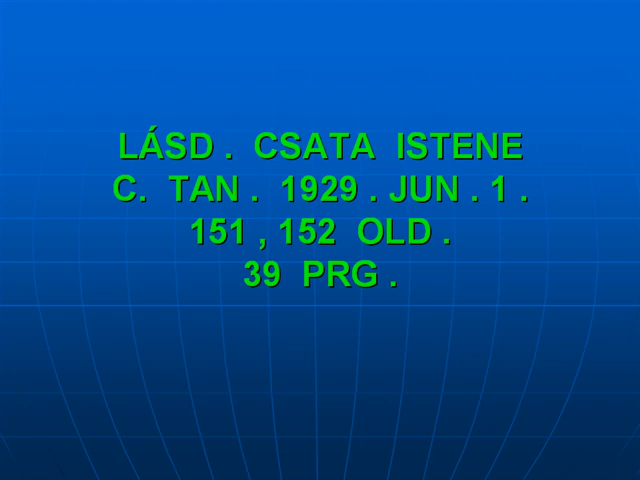 LÁSD . CSATA ISTENE
C. TAN . 1929 . JUN . 1 .
151 , 152 OLD .
39 PRG .